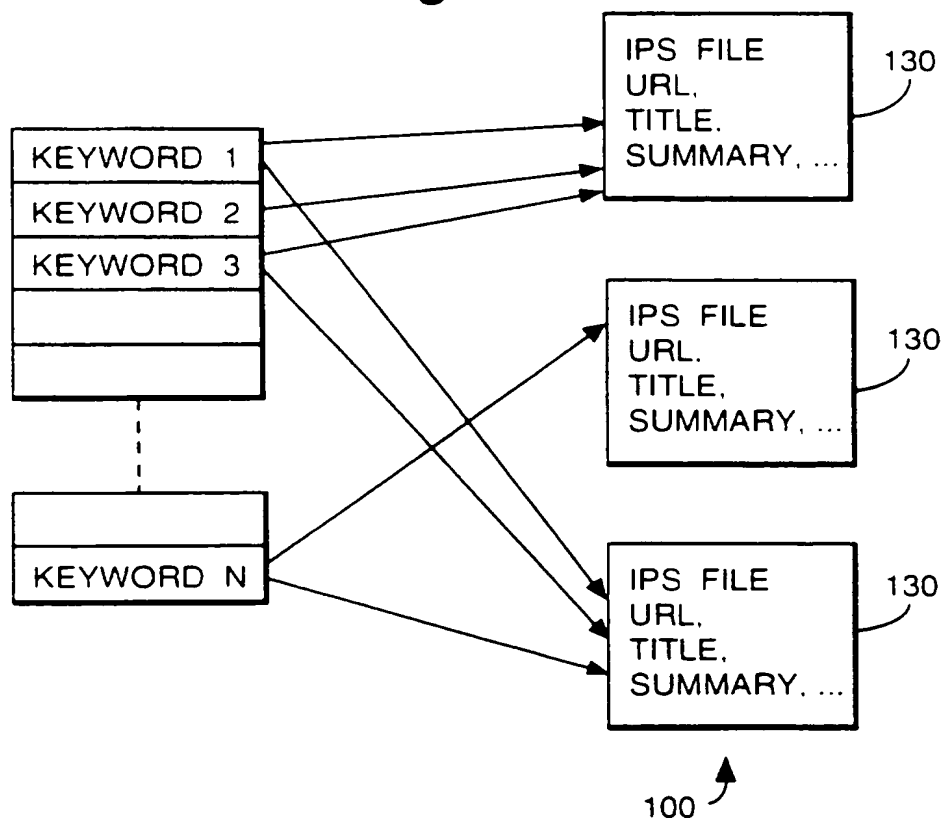 IPS FILE
URL,
TITLE.
SUMMARY, ...
130
KEYWORD 1
KEYWORD 2
KEYWORD 3
KEYWORD N
IPS FILE
URL.
TITLE,
SUMMARY, ...
130
IPS FILE
URL,
TITLE,
SUMMARY, ...
130
100